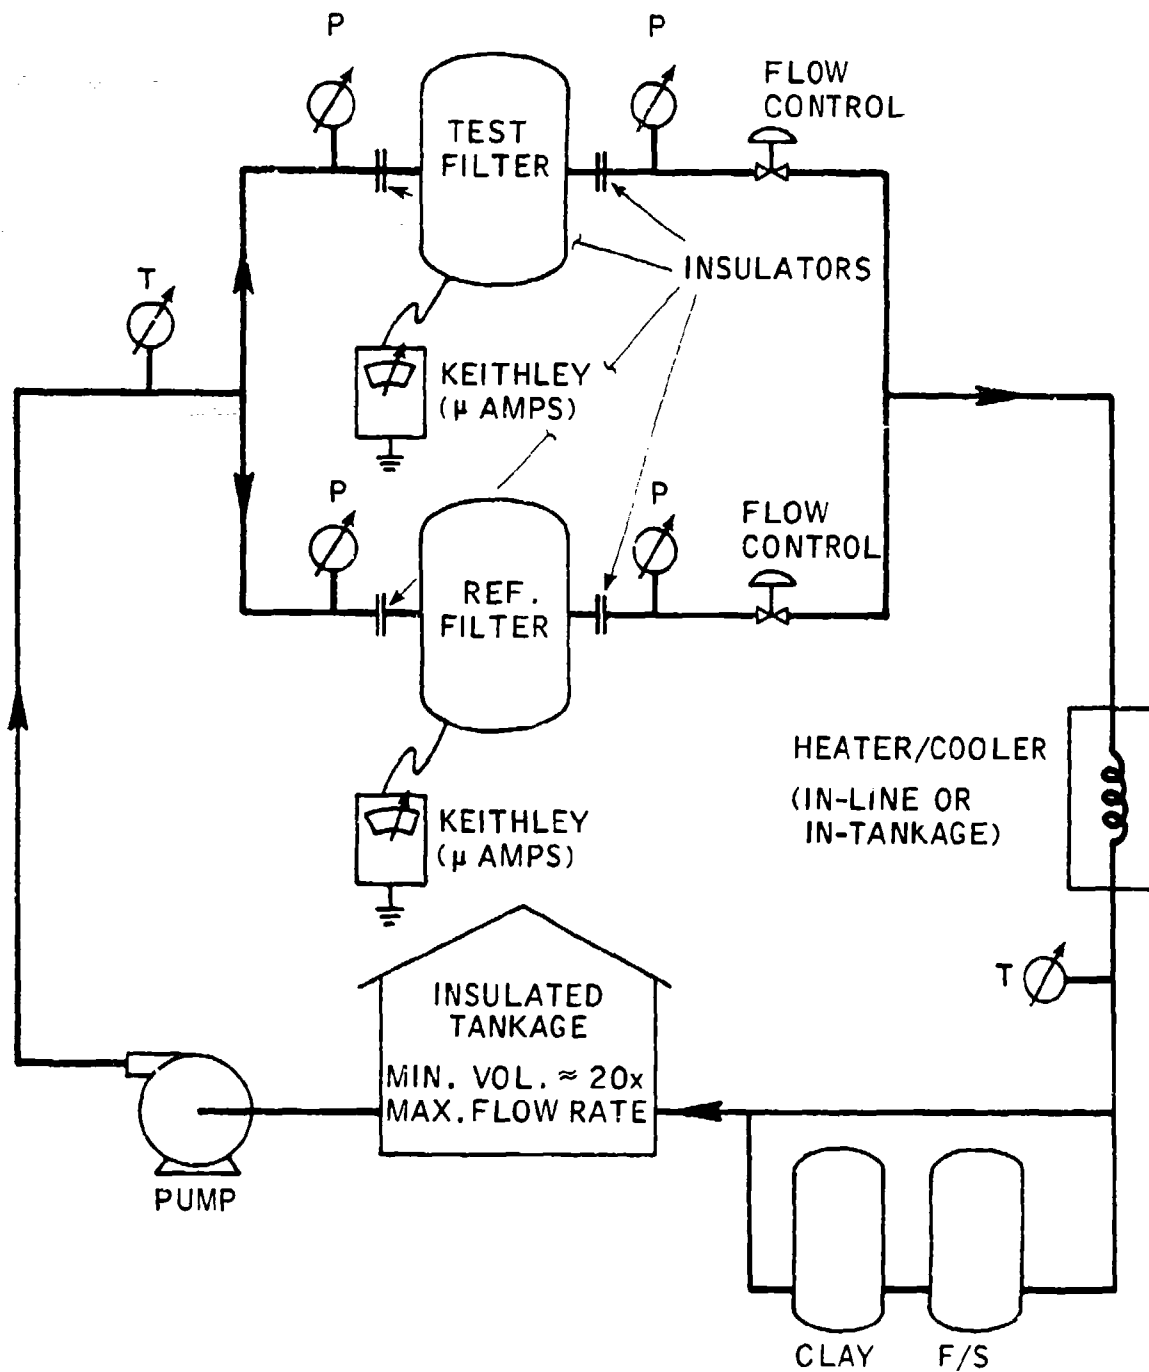 P
P
FLOW
CONTROL
TEST
FILTER
INSULATORS
T
KEITHLEY
(μ AMPS)
P
P
FLOW
CONTROL
REF.
FILTER
HEATER/COOLER
(IN-LINE OR
IN-TANKAGE)
KEITHLEY
(μ AMPS)
T
INSULATED
TANKAGE
MIN. VOL. ≈ 20x
MAX. FLOW RATE
PUMP
CLAY
F/S